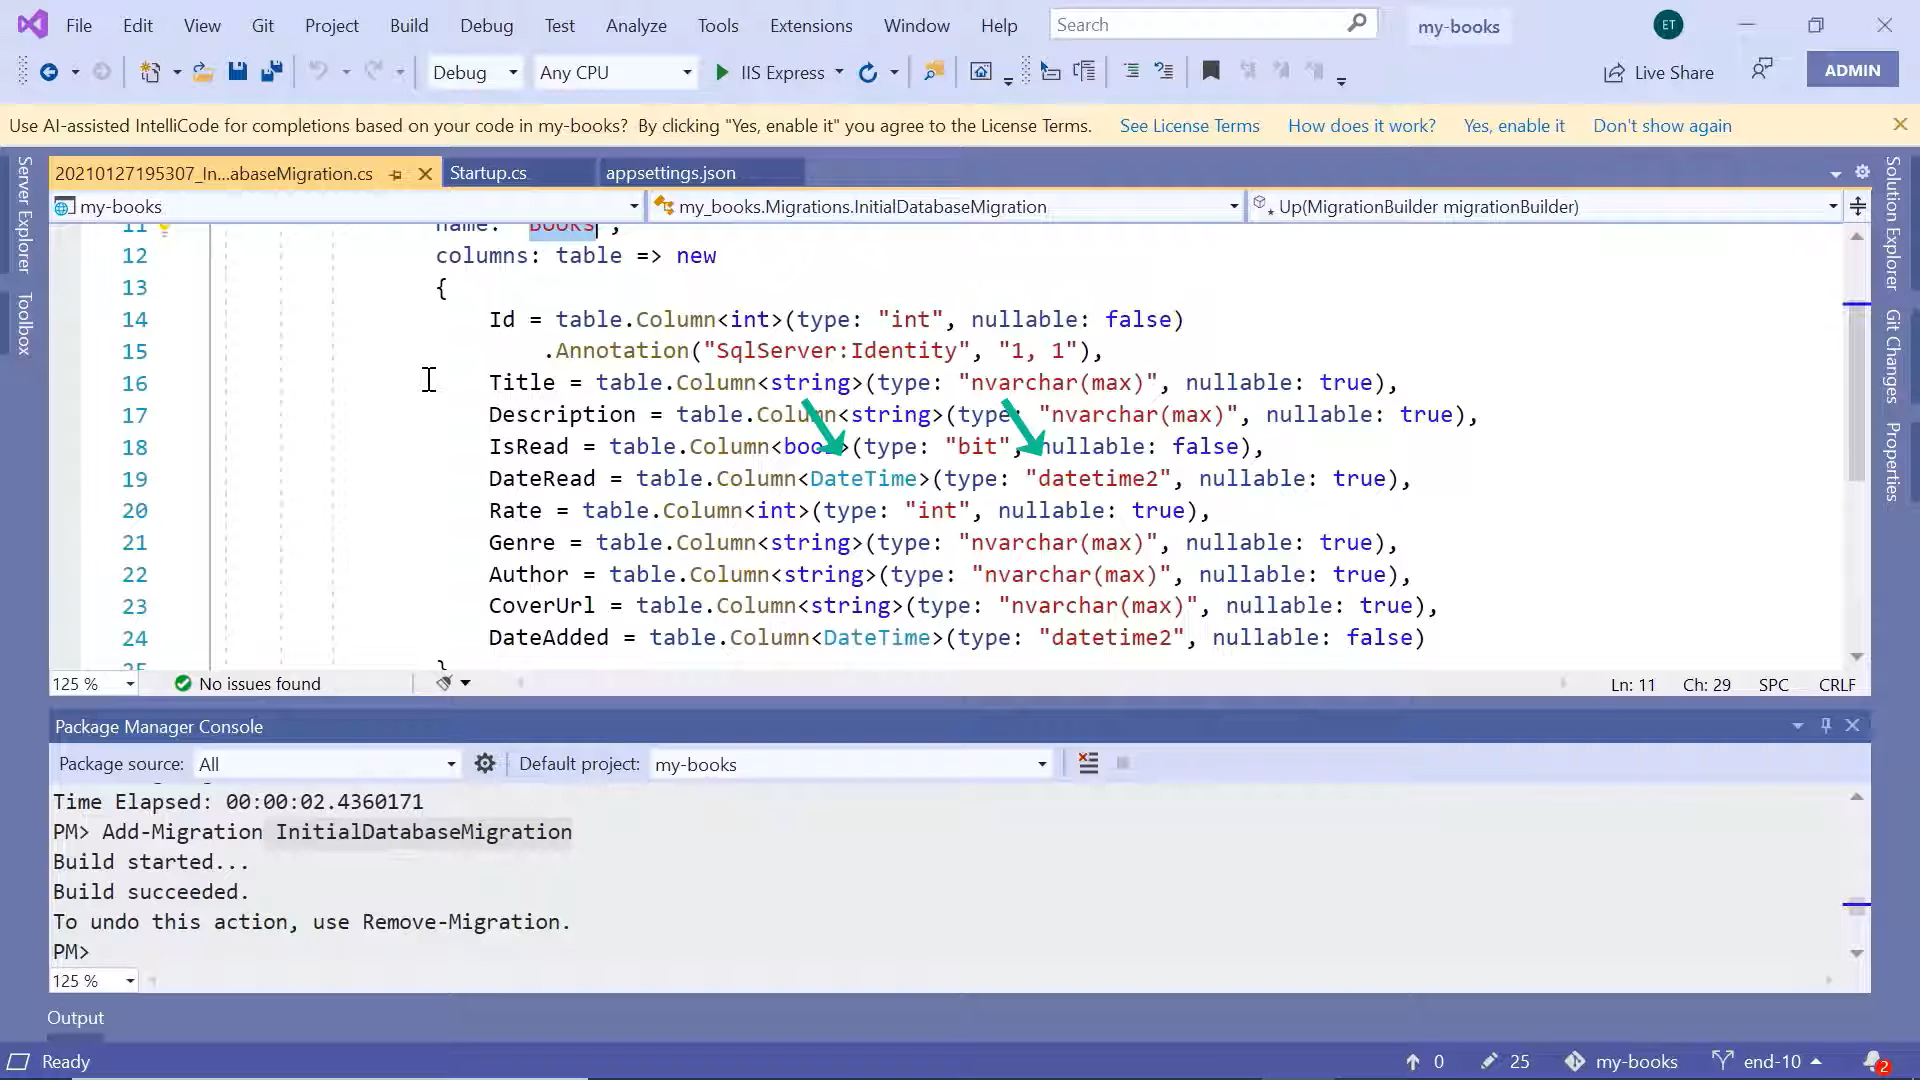 File Edit View Git Project Build Debug Test Analyze Tools Extensions Window Help Search my-books ET
Debug Any CPU IIS Express Live Share ADMIN
Use AI-assisted IntelliCode for completions based on your code in my-books? By clicking "Yes, enable it" you agree to the License Terms. See License Terms How does it work? Yes, enable it Don't show again
Server Explorer
Toolbox
20210127195307_In...abaseMigration.cs Startup.cs appsettings.json
my-books my_books.Migrations.InitialDatabaseMigration Up(MigrationBuilder migrationBuilder)
11 name: "Books",
12 columns: table => new
13 {
14 Id = table.Column<int>(type: "int", nullable: false)
15 .Annotation("SqlServer:Identity", "1, 1"),
16 Title = table.Column<string>(type: "nvarchar(max)", nullable: true),
17 Description = table.Column<string>(type: "nvarchar(max)", nullable: true),
18 IsRead = table.Column<bool>(type: "bit", nullable: false),
19 DateRead = table.Column<DateTime>(type: "datetime2", nullable: true),
20 Rate = table.Column<int>(type: "int", nullable: true),
21 Genre = table.Column<string>(type: "nvarchar(max)", nullable: true),
22 Author = table.Column<string>(type: "nvarchar(max)", nullable: true),
23 CoverUrl = table.Column<string>(type: "nvarchar(max)", nullable: true),
24 DateAdded = table.Column<DateTime>(type: "datetime2", nullable: false)
25 }
125 % No issues found Ln: 11 Ch: 29 SPC CRLF
Solution Explorer
Git Changes
Properties
Package Manager Console
Package source: All Default project: my-books
Time Elapsed: 00:00:02.4360171
PM> Add-Migration InitialDatabaseMigration
Build started...
Build succeeded.
To undo this action, use Remove-Migration.
PM>
125 %
Output
Ready 0 25 my-books end-10 2